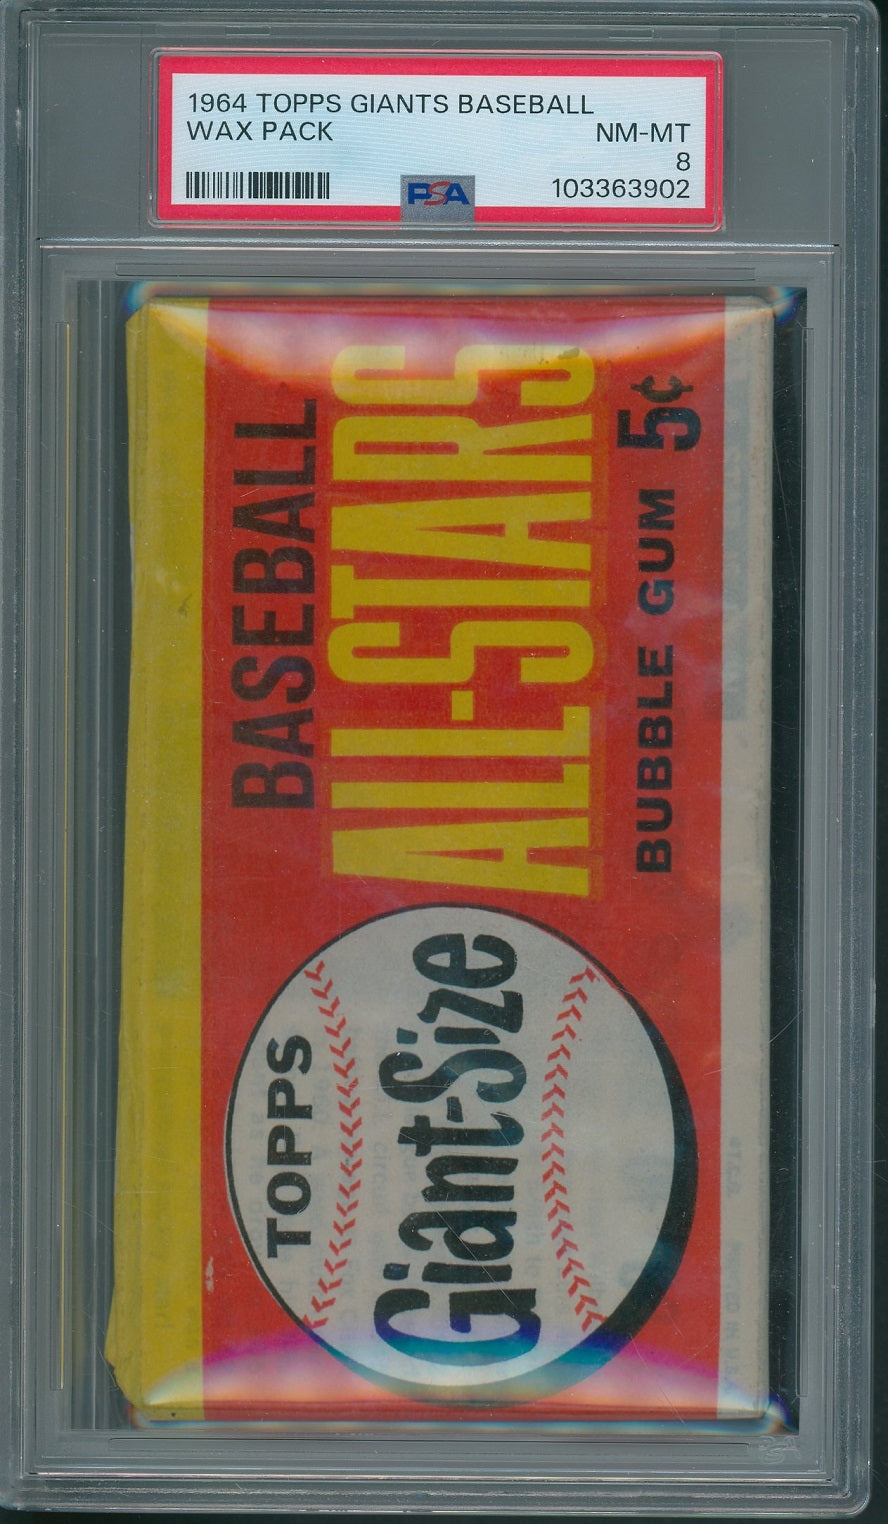 1964 TOPPS GIANTS BASEBALL
WAX PACK
NM-MT
8
PSA
103363902
BASEBALL
ALL-STARS
BUBBLE GUM 5¢
TOPPS
Giant-Size